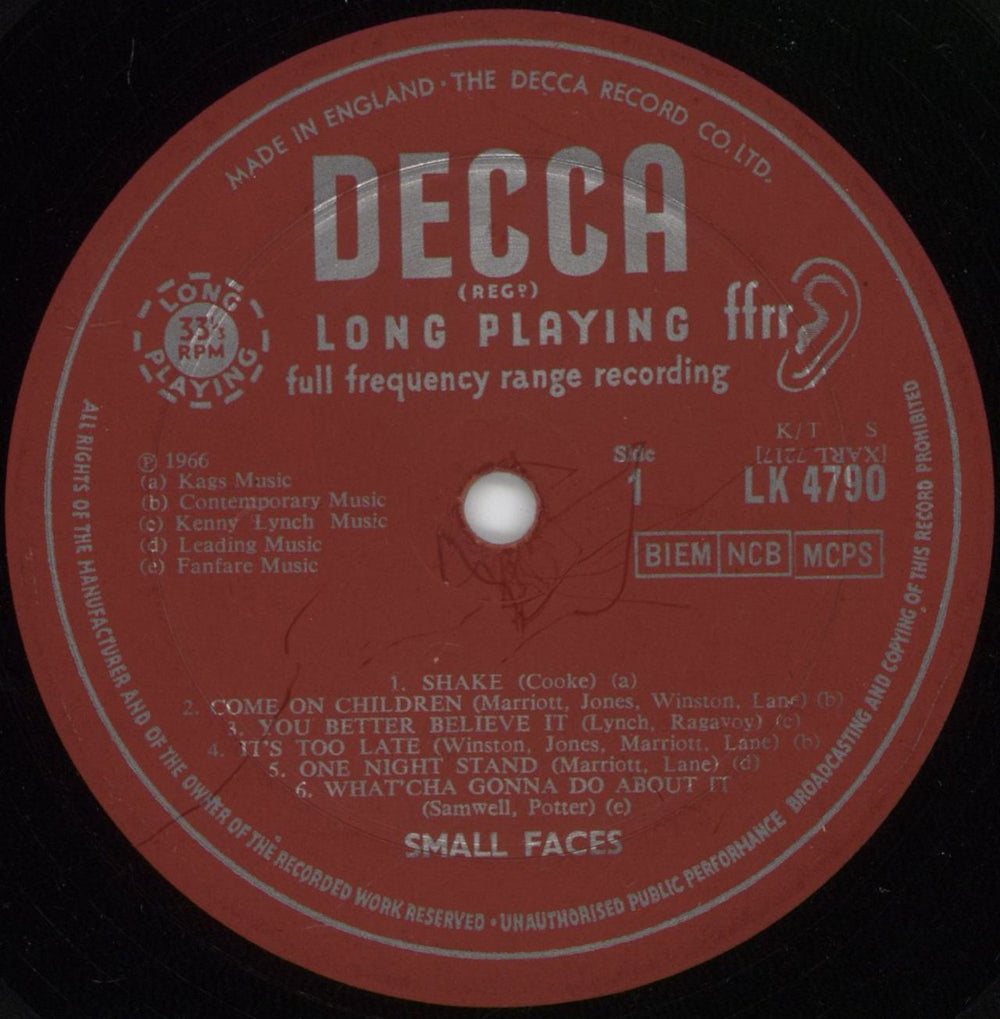 MADE IN ENGLAND · THE DECCA RECORD CO. LTD.
DECCA
(REGD)
LONG PLAYING
ffrr
full frequency range recording
LONG
33⅓
RPM
PLAYING
℗ 1966
(a) Kags Music
(b) Contemporary Music
(c) Kenny Lynch Music
(d) Leading Music
(e) Fanfare Music
Side
1
K/T S
[XARL 7217]
LK 4790
BIEM NCB MCPS
1. SHAKE (Cooke) (a)
2. COME ON CHILDREN (Marriott, Jones, Winston, Lane) (b)
3. YOU BETTER BELIEVE IT (Lynch, Ragavoy) (c)
4. IT'S TOO LATE (Winston, Jones, Marriott, Lane) (b)
5. ONE NIGHT STAND (Marriott, Lane) (d)
6. WHAT'CHA GONNA DO ABOUT IT
(Samwell, Potter) (e)
SMALL FACES
ALL RIGHTS OF THE MANUFACTURER AND OF THE OWNER OF THE RECORDED WORK RESERVED · UNAUTHORISED PUBLIC PERFORMANCE BROADCASTING AND COPYING OF THIS RECORD PROHIBITED